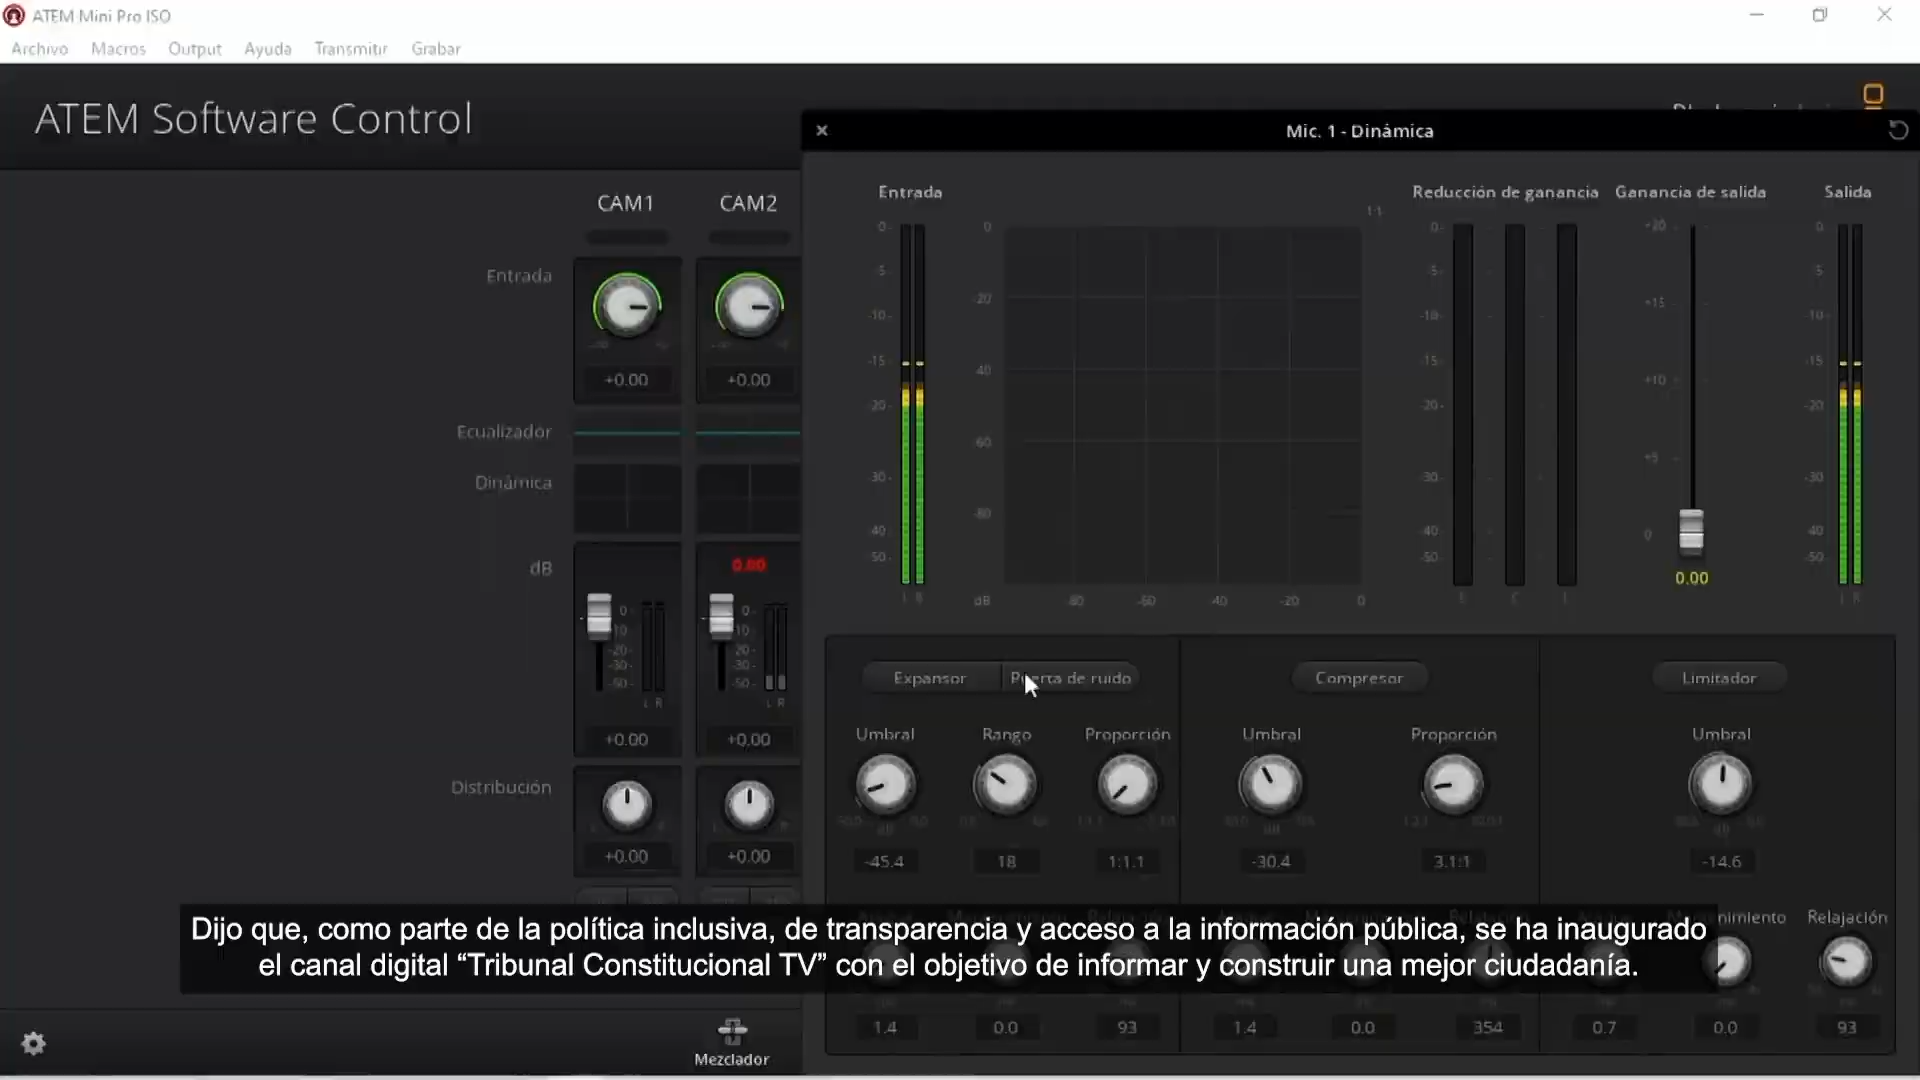 ATEM Mini Pro ISO
Archivo Macros Output Ayuda Transmitir Grabar
ATEM Software Control
Mic. 1 - Dinámica
CAM1 CAM2
Entrada
+0.00 +0.00
Ecualizador
Dinámica
dB
0.00
+0.00 +0.00
Distribución
+0.00 +0.00
Mezclador
Entrada
Reducción de ganancia
Ganancia de salida
Salida
1:1
0.00
Expansor Puerta de ruido
Umbral Rango Proporción
-45.4 18 1:1.1
1.4 0.0 93
Compresor
Umbral Proporción
-30.4 3.1:1
1.4 0.0 354
Limitador
Umbral
-14.6
Relajación
0.7 0.0 93
Dijo que, como parte de la política inclusiva, de transparencia y acceso a la información pública, se ha inaugurado
el canal digital “Tribunal Constitucional TV” con el objetivo de informar y construir una mejor ciudadanía.